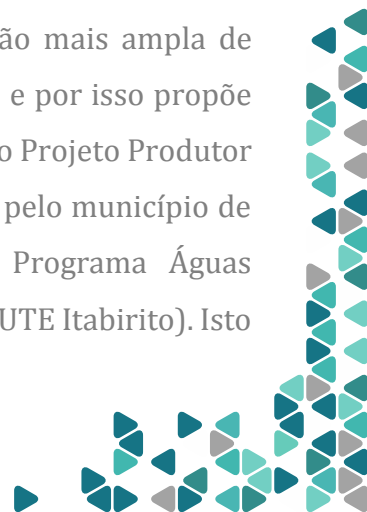 ão mais ampla de
e por isso propõe
o Projeto Produtor
pelo município de
Programa Águas
UTE Itabirito). Isto